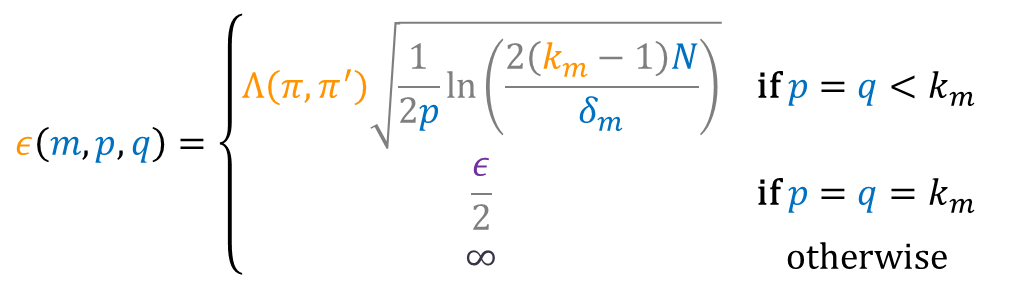 ϵ(m, p, q) = { Λ(π, π′) √(1/2p ln(2(k_m − 1)N/δ_m)) if p = q < k_m
ϵ/2 if p = q = k_m
∞ otherwise